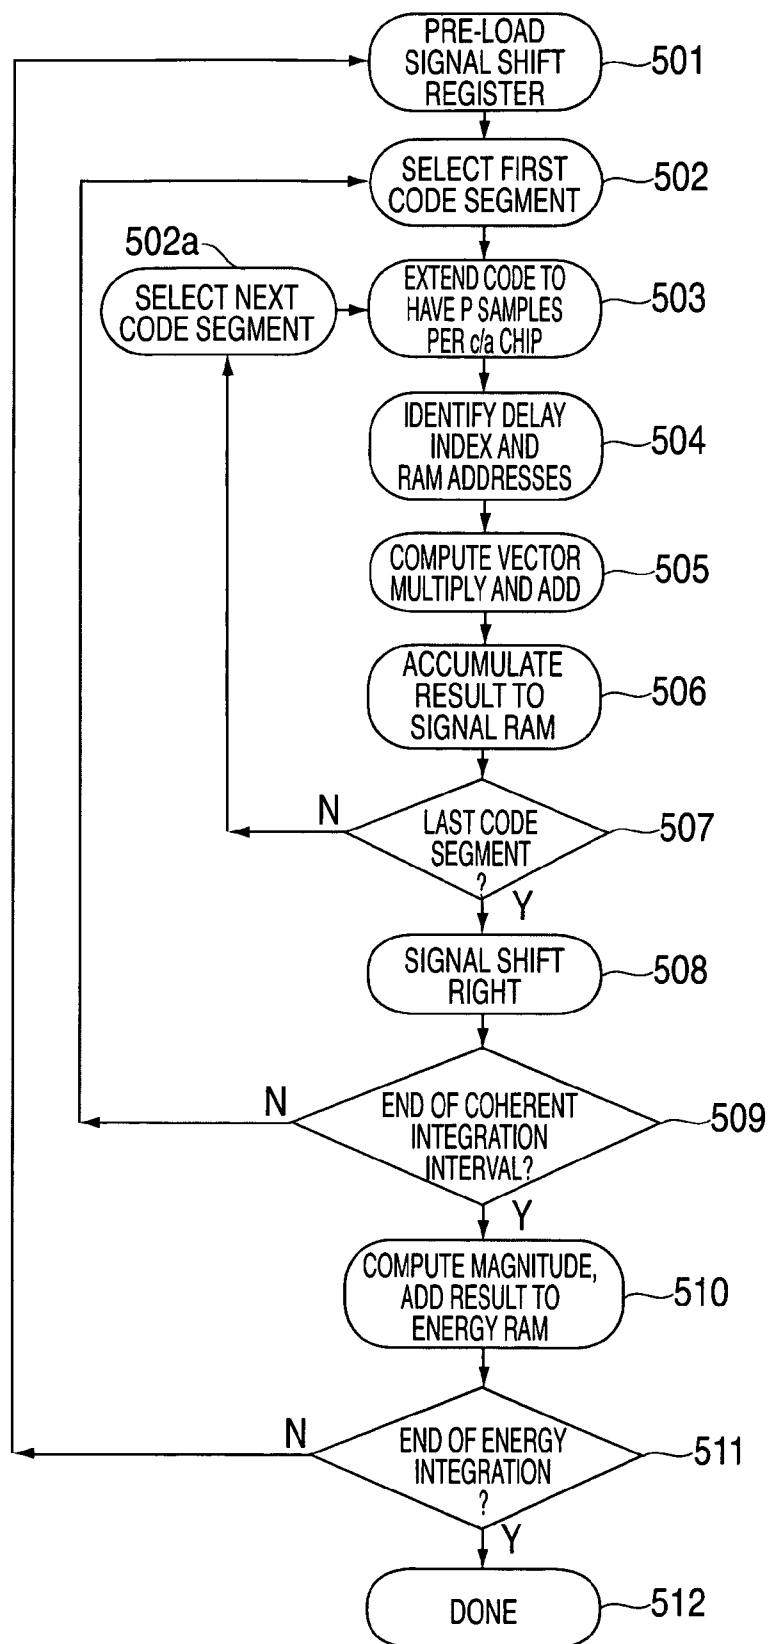 PRE-LOAD
SIGNAL SHIFT
REGISTER
501
SELECT FIRST
CODE SEGMENT
502
502a
SELECT NEXT
CODE SEGMENT
EXTEND CODE TO
HAVE P SAMPLES
PER c/a CHIP
503
IDENTIFY DELAY
INDEX AND
RAM ADDRESSES
504
COMPUTE VECTOR
MULTIPLY AND ADD
505
ACCUMULATE
RESULT TO
SIGNAL RAM
506
N
LAST CODE
SEGMENT
?
507
Y
SIGNAL SHIFT
RIGHT
508
N
END OF COHERENT
INTEGRATION
INTERVAL?
509
Y
COMPUTE MAGNITUDE,
ADD RESULT TO
ENERGY RAM
510
N
END OF ENERGY
INTEGRATION
?
511
Y
DONE
512